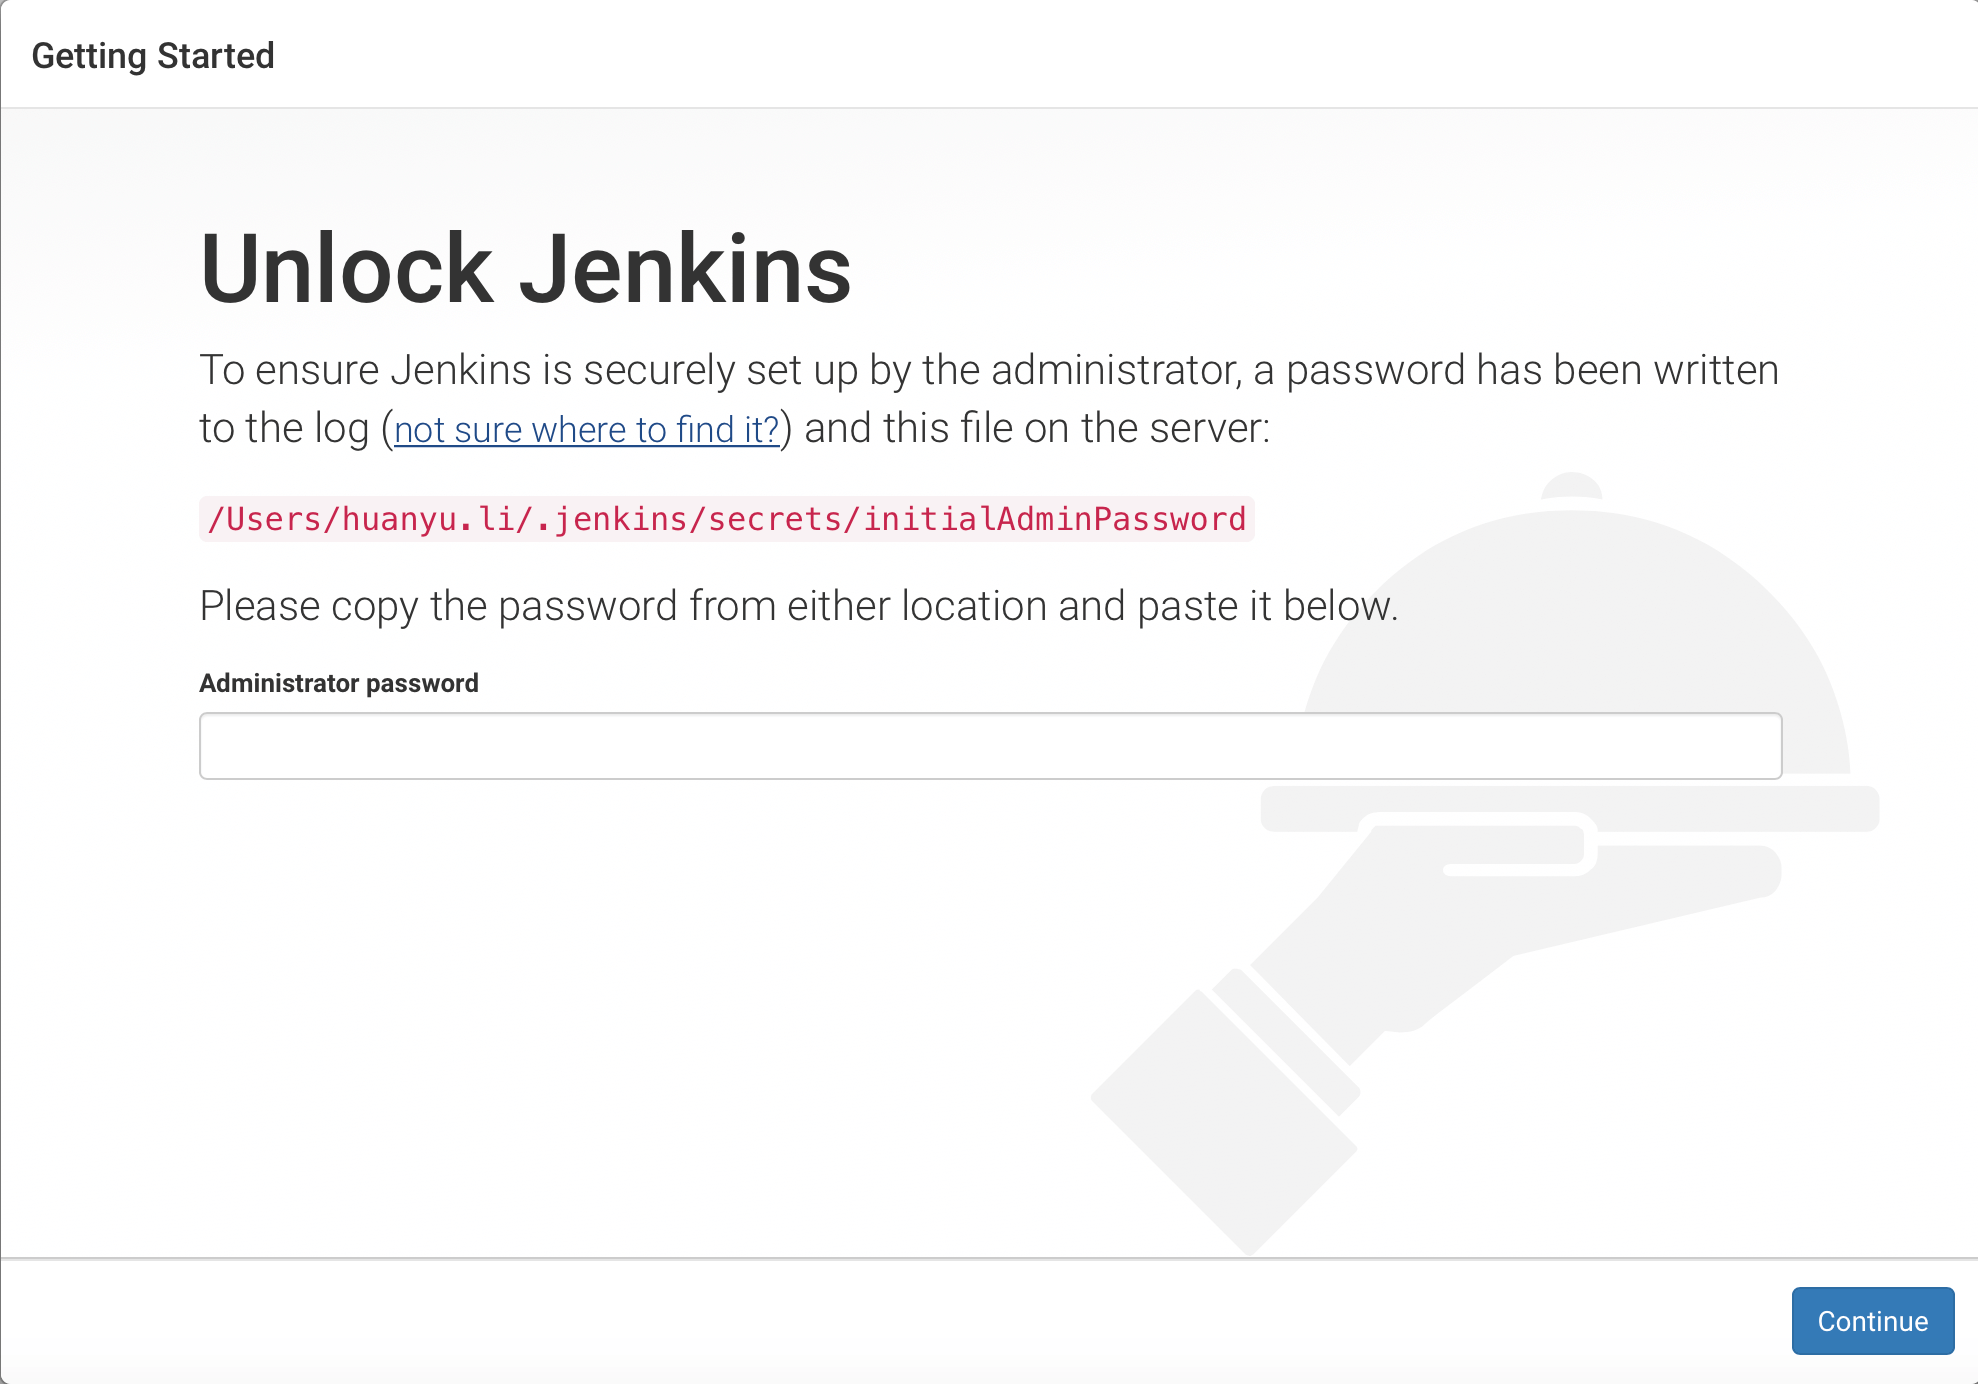 Getting Started
Unlock Jenkins
To ensure Jenkins is securely set up by the administrator, a password has been written
to the log (not sure where to find it?) and this file on the server:
/Users/huanyu.li/.jenkins/secrets/initialAdminPassword
Please copy the password from either location and paste it below.
Administrator password
Continue